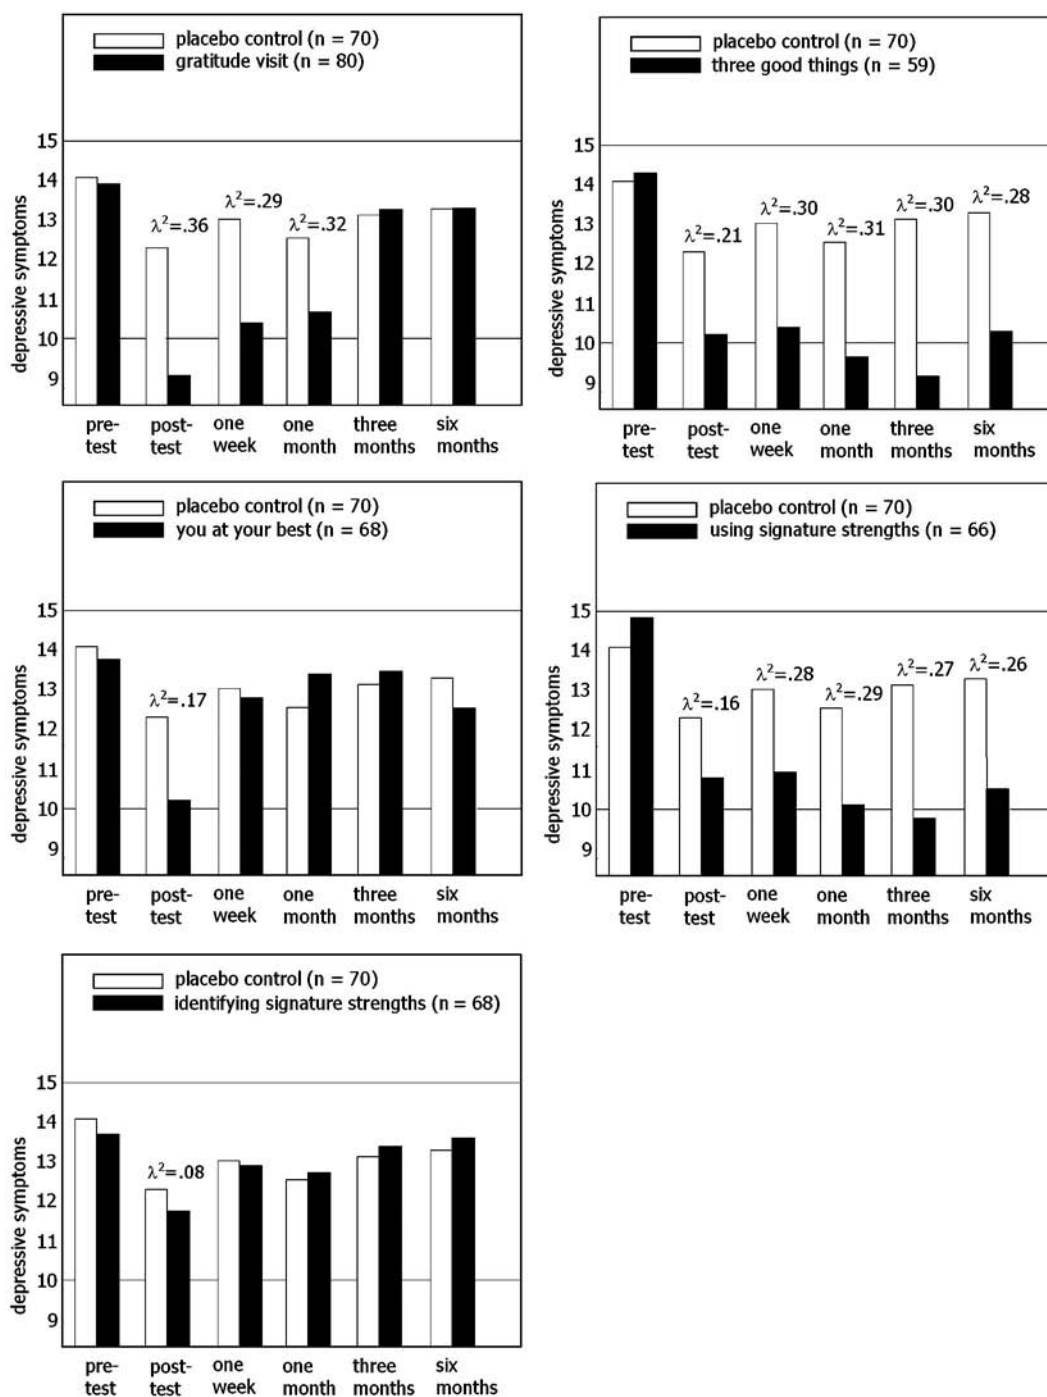 placebo control (n = 70)
gratitude visit (n = 80)
depressive symptoms
15
14
13
12
11
10
9
λ²=.36
λ²=.29
λ²=.32
pre-
test
post-
test
one
week
one
month
three
months
six
months
placebo control (n = 70)
three good things (n = 59)
depressive symptoms
15
14
13
12
11
10
9
λ²=.21
λ²=.30
λ²=.31
λ²=.30
λ²=.28
pre-
test
post-
test
one
week
one
month
three
months
six
months
placebo control (n = 70)
you at your best (n = 68)
depressive symptoms
15
14
13
12
11
10
9
λ²=.17
pre-
test
post-
test
one
week
one
month
three
months
six
months
placebo control (n = 70)
using signature strengths (n = 66)
depressive symptoms
15
14
13
12
11
10
9
λ²=.16
λ²=.28
λ²=.29
λ²=.27
λ²=.26
pre-
test
post-
test
one
week
one
month
three
months
six
months
placebo control (n = 70)
identifying signature strengths (n = 68)
depressive symptoms
15
14
13
12
11
10
9
λ²=.08
pre-
test
post-
test
one
week
one
month
three
months
six
months